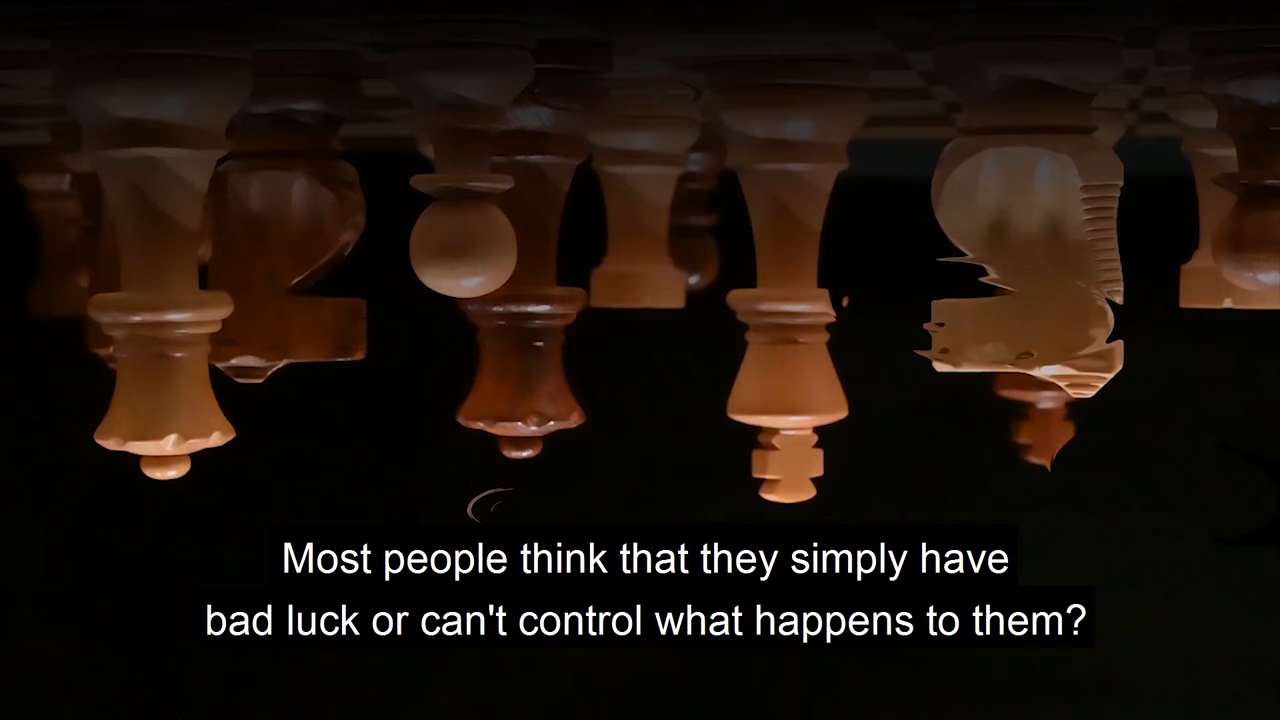 Most people think that they simply have
bad luck or can't control what happens to them?